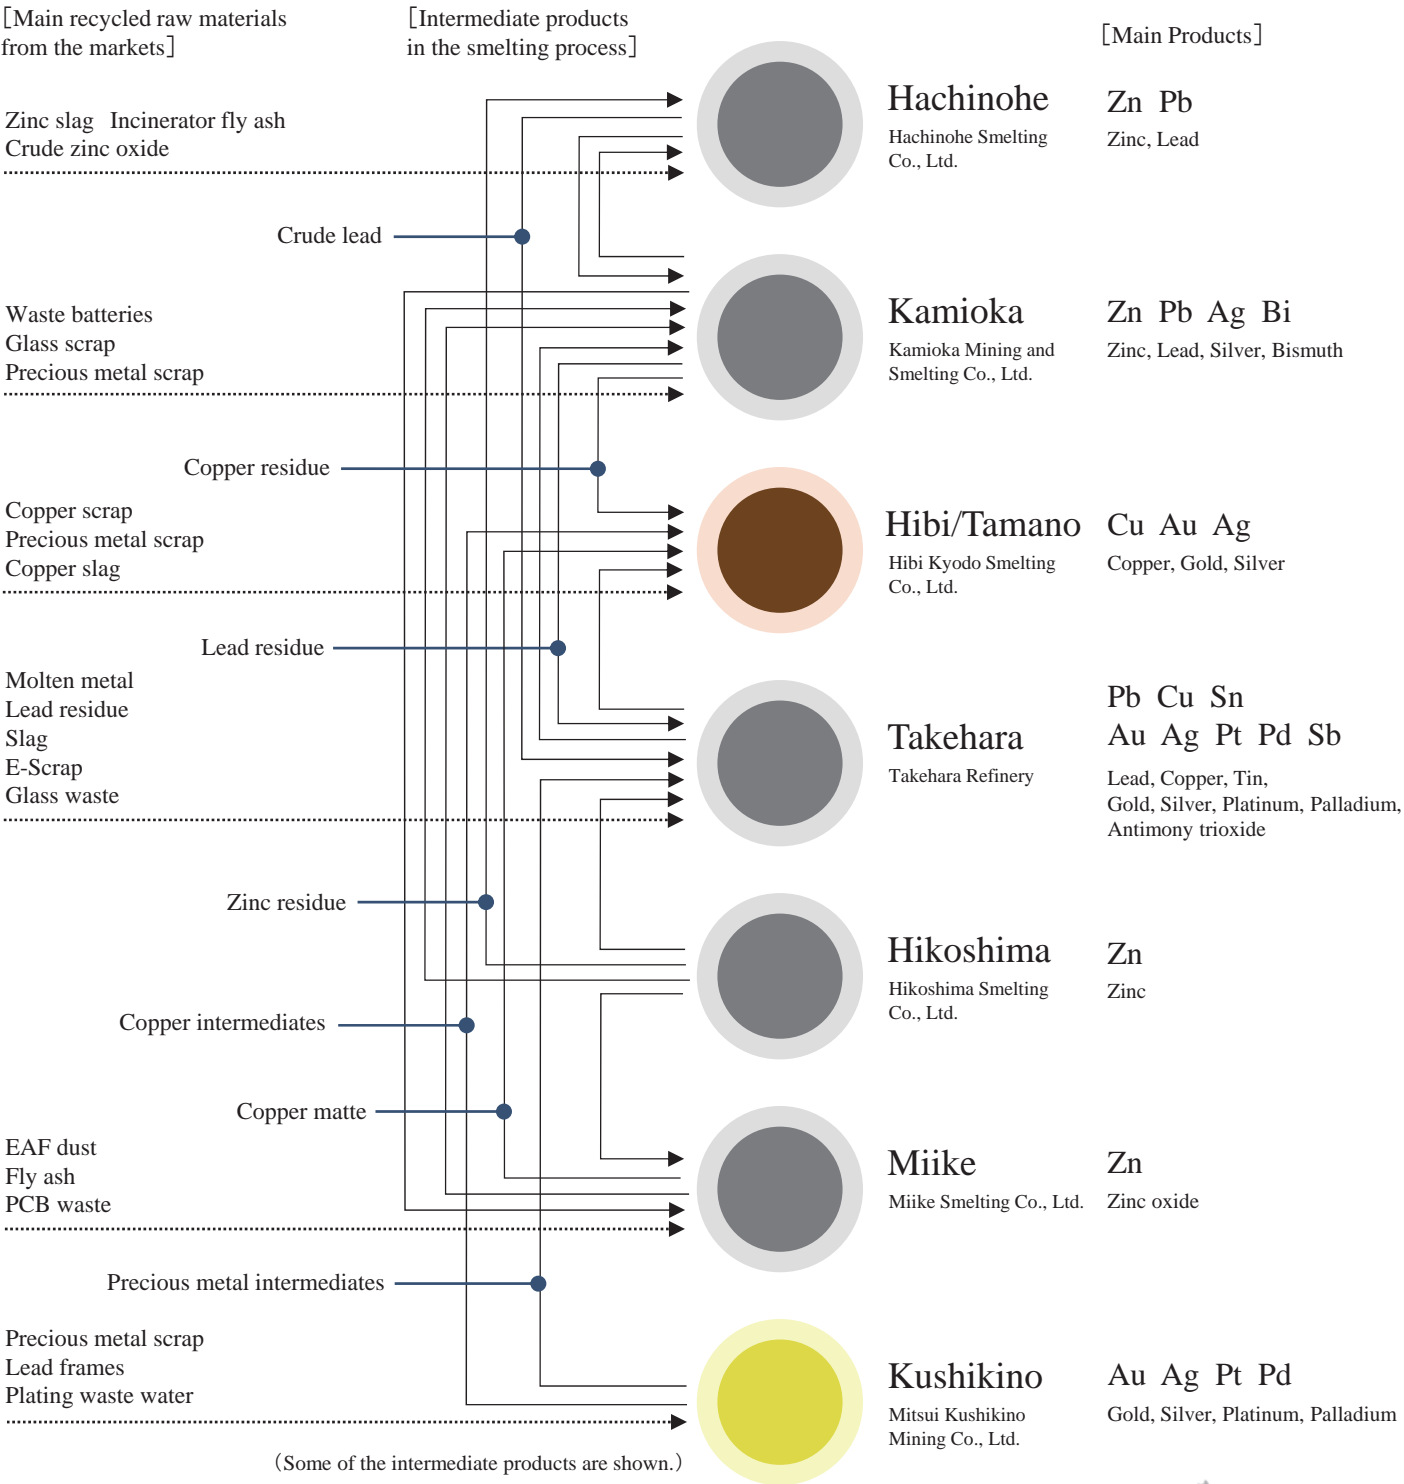 [Main recycled raw materials
from the markets]
[Intermediate products
in the smelting process]
[Main Products]
Zinc slag Incinerator fly ash
Crude zinc oxide
Hachinohe
Hachinohe Smelting
Co., Ltd.
Zn Pb
Zinc, Lead
Crude lead
Waste batteries
Glass scrap
Precious metal scrap
Kamioka
Kamioka Mining and
Smelting Co., Ltd.
Zn Pb Ag Bi
Zinc, Lead, Silver, Bismuth
Copper residue
Copper scrap
Precious metal scrap
Copper slag
Hibi/Tamano
Hibi Kyodo Smelting
Co., Ltd.
Cu Au Ag
Copper, Gold, Silver
Lead residue
Molten metal
Lead residue
Slag
E-Scrap
Glass waste
Takehara
Takehara Refinery
Pb Cu Sn
Au Ag Pt Pd Sb
Lead, Copper, Tin,
Gold, Silver, Platinum, Palladium,
Antimony trioxide
Zinc residue
Hikoshima
Hikoshima Smelting
Co., Ltd.
Zn
Zinc
Copper intermediates
Copper matte
EAF dust
Fly ash
PCB waste
Miike
Miike Smelting Co., Ltd.
Zn
Zinc oxide
Precious metal intermediates
Precious metal scrap
Lead frames
Plating waste water
Kushikino
Mitsui Kushikino
Mining Co., Ltd.
Au Ag Pt Pd
Gold, Silver, Platinum, Palladium
(Some of the intermediate products are shown.)